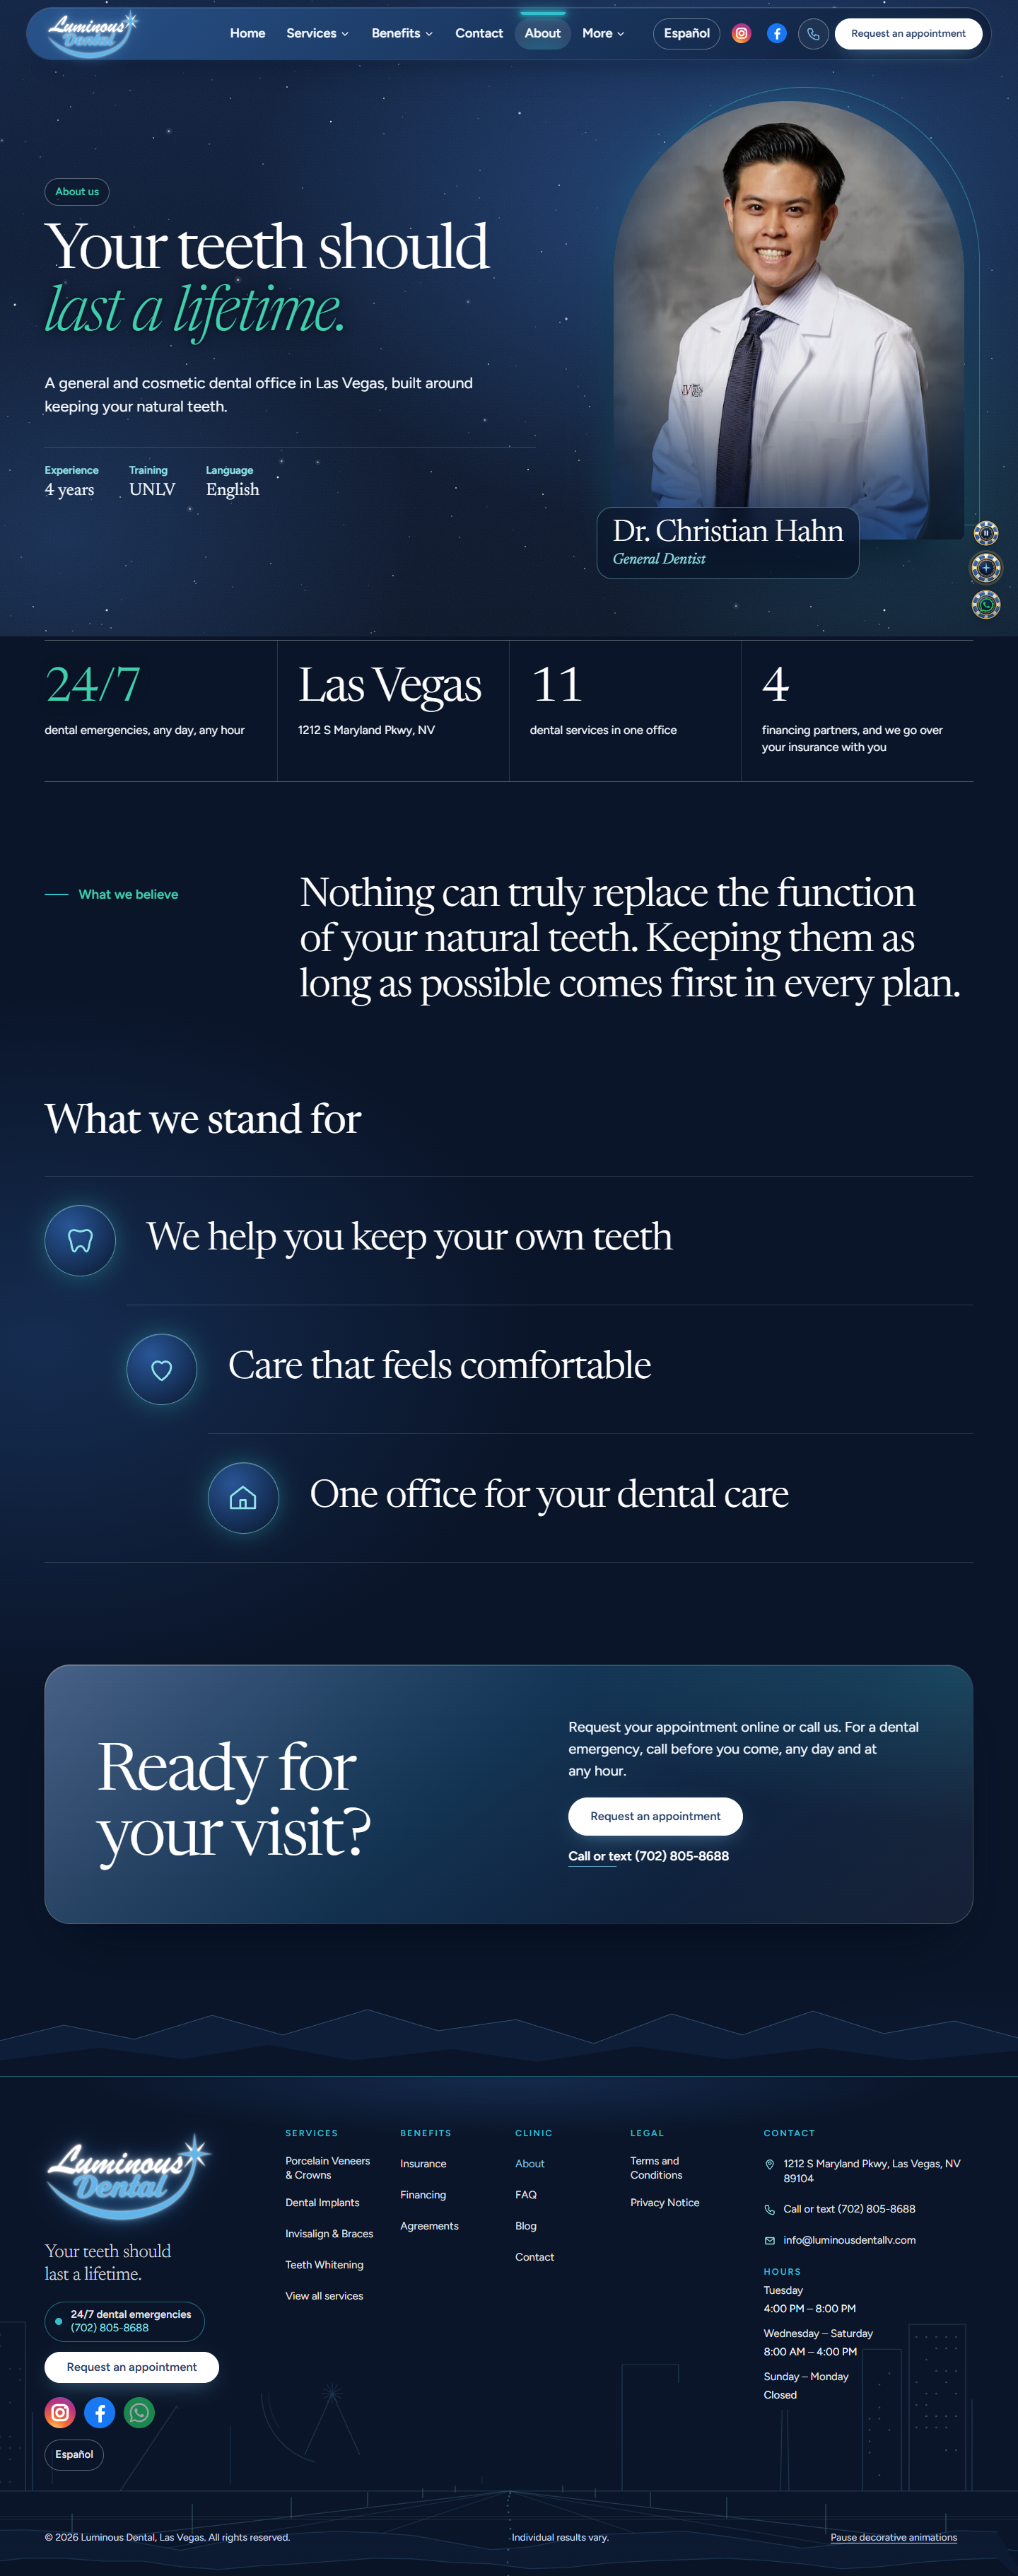 Luminous
Dental
Home
Services
Benefits
Contact
About
More
Español
Request an appointment
About us
Your teeth should
last a lifetime.
A general and cosmetic dental office in Las Vegas, built around
keeping your natural teeth.
Experience
4 years
Training
UNLV
Language
English
Dr. Christian Hahn
General Dentist
24/7
dental emergencies, any day, any hour
Las Vegas
1212 S Maryland Pkwy, NV
11
dental services in one office
4
financing partners, and we go over
your insurance with you
What we believe
Nothing can truly replace the function
of your natural teeth. Keeping them as
long as possible comes first in every plan.
What we stand for
We help you keep your own teeth
Care that feels comfortable
One office for your dental care
Ready for
your visit?
Request your appointment online or call us. For a dental
emergency, call before you come, any day and at
any hour.
Request an appointment
Call or text (702) 805-8688
Luminous
Dental
Your teeth should
last a lifetime.
24/7 dental emergencies
(702) 805-8688
Request an appointment
Español
SERVICES
Porcelain Veneers
& Crowns
Dental Implants
Invisalign & Braces
Teeth Whitening
View all services
BENEFITS
Insurance
Financing
Agreements
CLINIC
About
FAQ
Blog
Contact
LEGAL
Terms and
Conditions
Privacy Notice
CONTACT
1212 S Maryland Pkwy, Las Vegas, NV
89104
Call or text (702) 805-8688
info@luminousdentallv.com
HOURS
Tuesday
4:00 PM – 8:00 PM
Wednesday – Saturday
8:00 AM – 4:00 PM
Sunday – Monday
Closed
© 2026 Luminous Dental, Las Vegas. All rights reserved.
Individual results vary.
Pause decorative animations